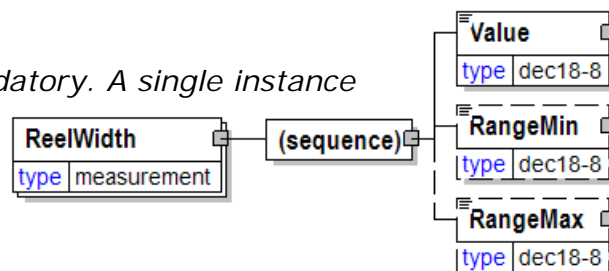 Value
type dec18-8
datory. A single instance
RangeMin
type dec18-8
ReelWidth
type measurement
(sequence)
RangeMax
type dec18-8